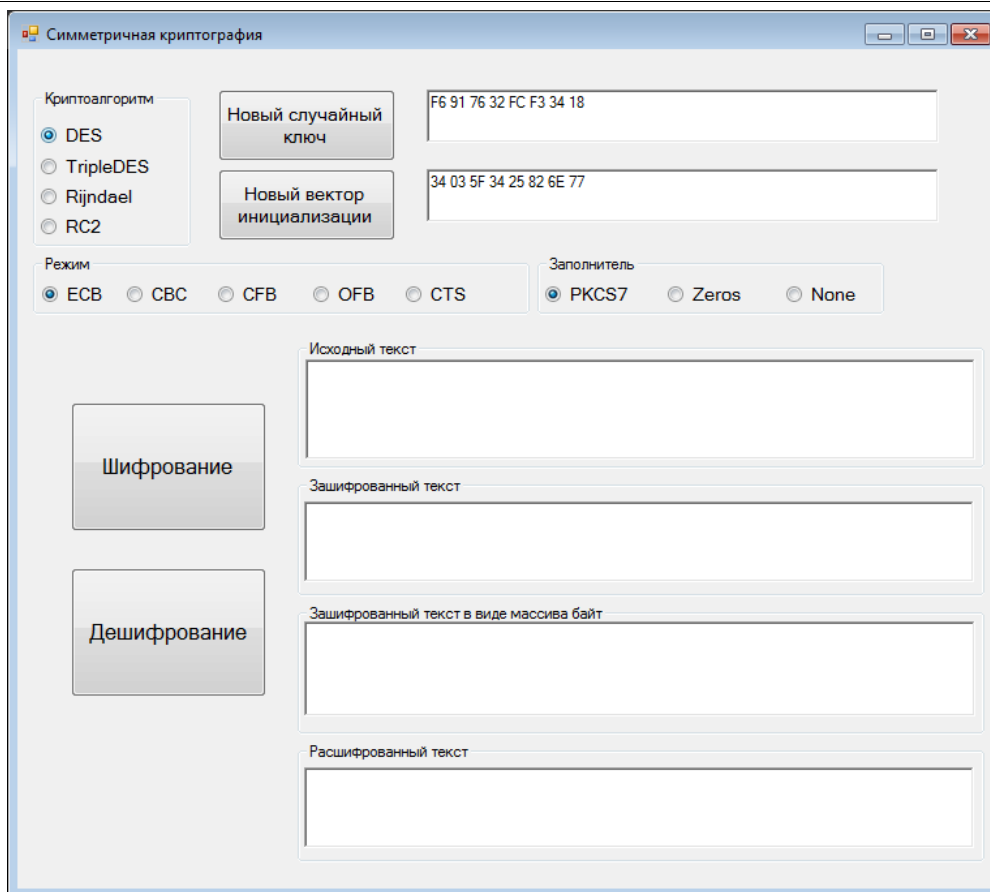 Симметричная криптография
Криптоалгоритм
DES
TripleDES
Rijndael
RC2
Новый случайный
ключ
F6 91 76 32 FC F3 34 18
Новый вектор
инициализации
34 03 5F 34 25 82 6E 77
Режим
ECB CBC CFB OFB CTS
Заполнитель
PKCS7 Zeros None
Исходный текст
Шифрование
Зашифрованный текст
Дешифрование
Зашифрованный текст в виде массива байт
Расшифрованный текст